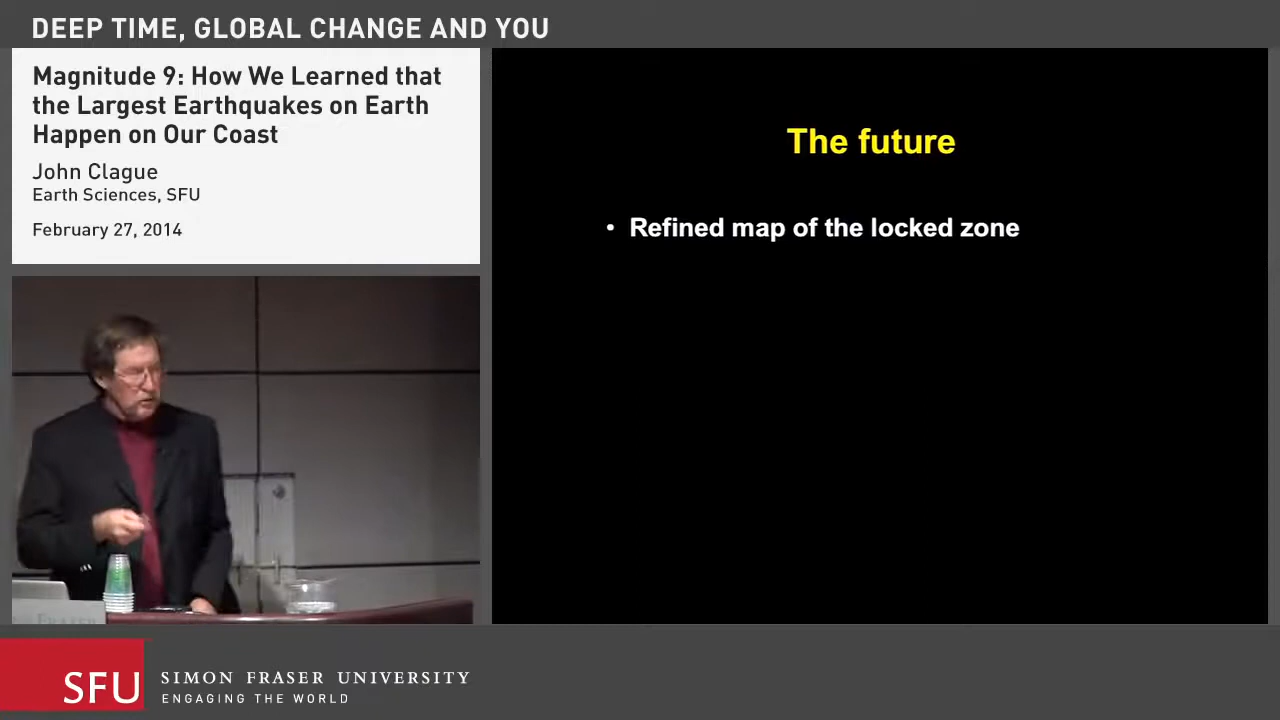 DEEP TIME, GLOBAL CHANGE AND YOU
Magnitude 9: How We Learned that
the Largest Earthquakes on Earth
Happen on Our Coast
John Clague
Earth Sciences, SFU
February 27, 2014
The future
• Refined map of the locked zone
SFU
SIMON FRASER UNIVERSITY
ENGAGING THE WORLD